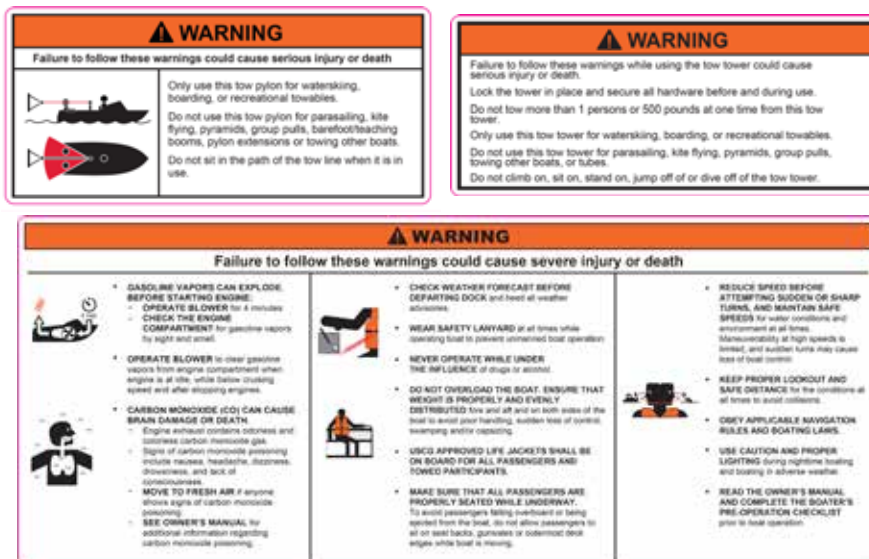 WARNING
Failure to follow these warnings could cause serious injury or death
Only use this tow pylon for waterskiing,
boarding, or recreational towables.
Do not use this tow pylon for parasailing, kite
flying, pyramids, group pulls, barefoot/teaching
booms, pylon extensions or towing other boats.
Do not sit in the path of the tow line when it is in
use.
WARNING
Failure to follow these warnings while using the tow tower could cause
serious injury or death.
Lock the tower in place and secure all hardware before and during use.
Do not tow more than 1 persons or 500 pounds at one time from this tow
tower.
Only use this tow tower for waterskiing, boarding, or recreational towables.
Do not use this tow tower for parasailing, kite flying, pyramids, group pulls,
towing other boats, or tubes.
Do not climb on, sit on, stand on, jump off of or dive off of the tow tower.
WARNING
Failure to follow these warnings could cause severe injury or death
• GASOLINE VAPORS CAN EXPLODE.
BEFORE STARTING ENGINE:
- OPERATE BLOWER for 4 minutes
- CHECK THE ENGINE
COMPARTMENT for gasoline vapors
by sight and smell.
• OPERATE BLOWER to clear gasoline
vapors from engine compartment when
engine is at idle, while below cruising
speed and after stopping engines.
• CARBON MONOXIDE (CO) CAN CAUSE
BRAIN DAMAGE OR DEATH.
- Engine exhaust contains odorless and
colorless carbon monoxide gas.
- Signs of carbon monoxide poisoning
include nausea, headache, dizziness,
drowsiness, and lack of
consciousness.
- MOVE TO FRESH AIR if anyone
shows signs of carbon monoxide
poisoning.
- SEE OWNER'S MANUAL for
additional information regarding
carbon monoxide poisoning.
• CHECK WEATHER FORECAST BEFORE
DEPARTING DOCK and heed all weather
advisories.
• WEAR SAFETY LANYARD at all times while
operating boat to prevent unmanned boat operation
• NEVER OPERATE WHILE UNDER
THE INFLUENCE of drugs or alcohol.
• DO NOT OVERLOAD THE BOAT. ENSURE THAT
WEIGHT IS PROPERLY AND EVENLY
DISTRIBUTED fore and aft and on both sides of the
boat to avoid poor handling, sudden loss of control,
swamping and/or capsizing.
• USCG APPROVED LIFE JACKETS SHALL BE
ON BOARD FOR ALL PASSENGERS AND
TOWED PARTICIPANTS.
• MAKE SURE THAT ALL PASSENGERS ARE
PROPERLY SEATED WHILE UNDERWAY.
To avoid passengers falling overboard or being
ejected from the boat, do not allow passengers to
sit on seat backs, gunwales or outermost deck
edges while boat is moving.
• REDUCE SPEED BEFORE
ATTEMPTING SUDDEN OR SHARP
TURNS, AND MAINTAIN SAFE
SPEEDS for water conditions and
environment at all times.
Maneuverability at high speeds is
limited, and sudden turns may cause
loss of boat control.
• KEEP PROPER LOOKOUT AND
SAFE DISTANCE for the conditions at
all times to avoid collisions.
• OBEY APPLICABLE NAVIGATION
RULES AND BOATING LAWS.
• USE CAUTION AND PROPER
LIGHTING during nighttime boating
and boating in adverse weather.
• READ THE OWNER'S MANUAL
AND COMPLETE THE BOATER'S
PRE-OPERATION CHECKLIST
prior to boat operation